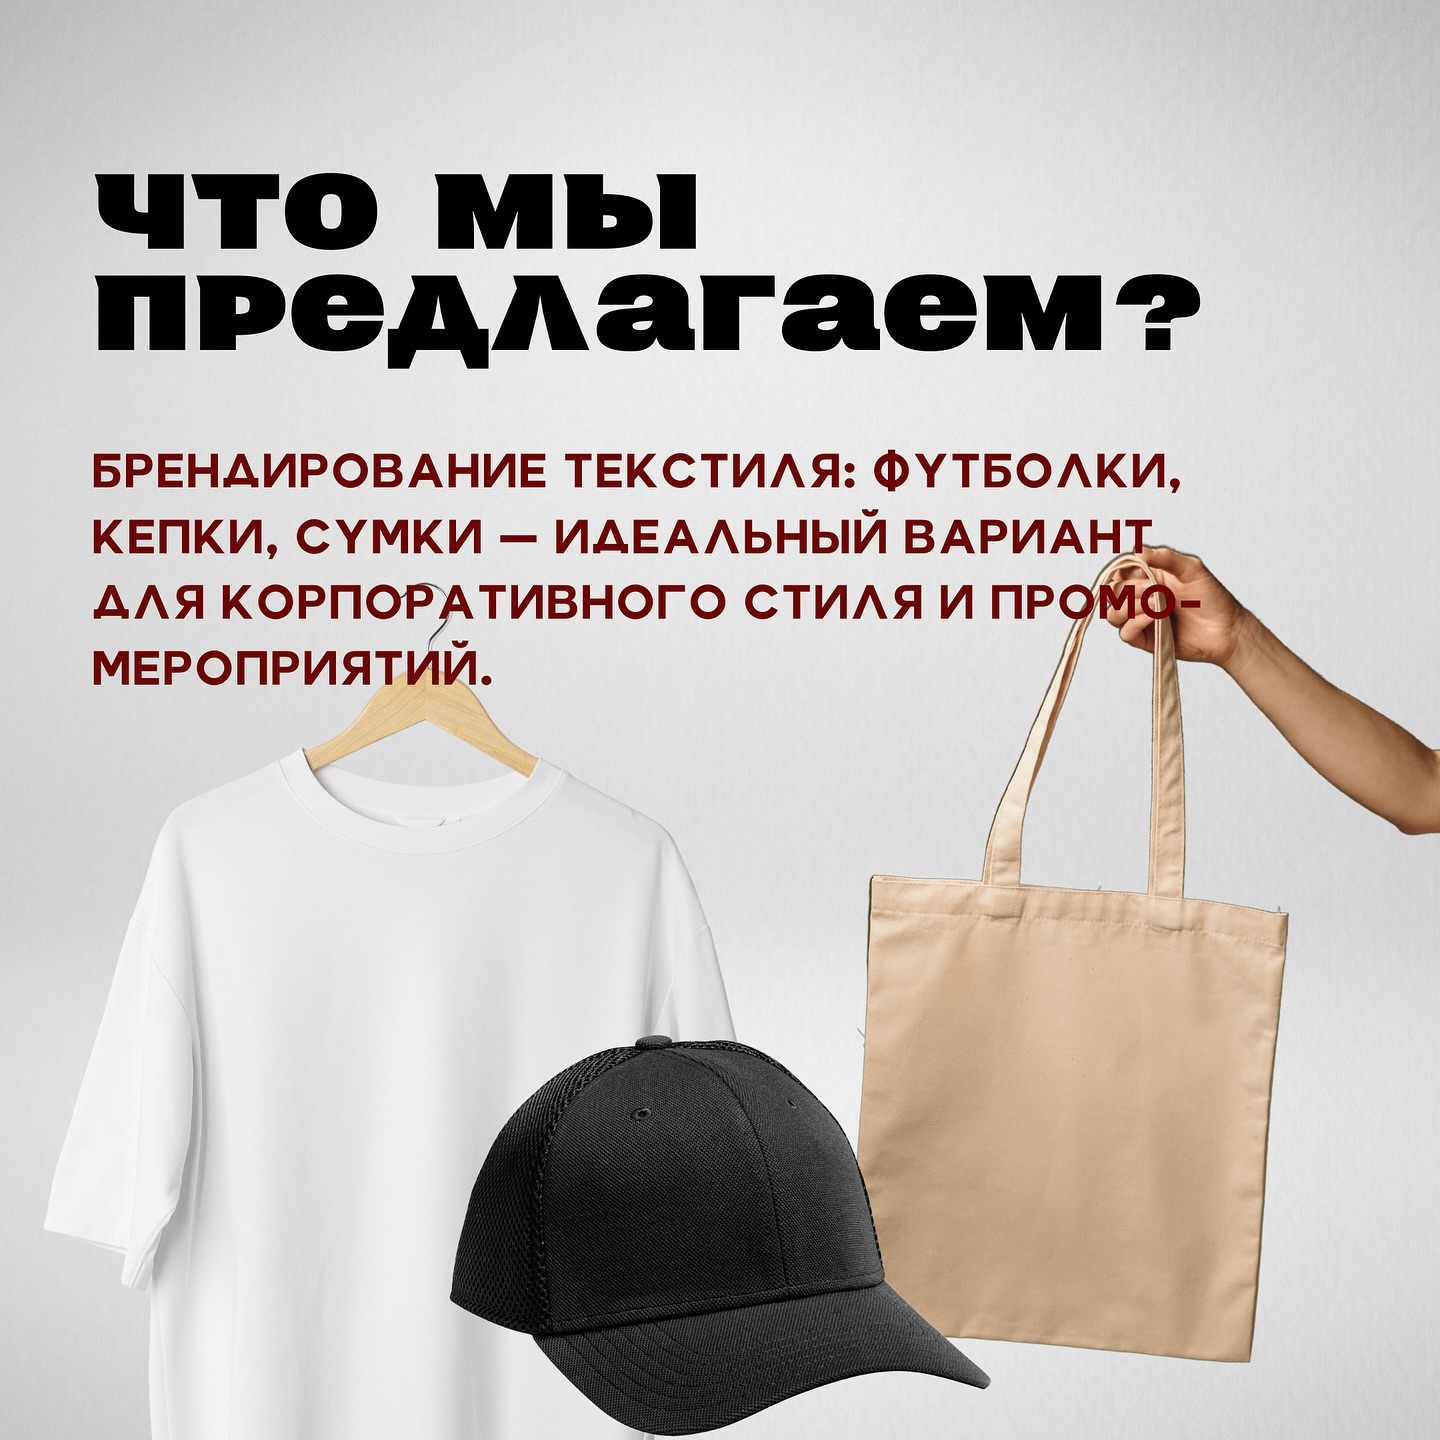 ЧТО МЫ
ПРЕДЛАГАЕМ?
БРЕНДИРОВАНИЕ ТЕКСТИЛЯ: ФУТБОЛКИ,
КЕПКИ, СУМКИ — ИДЕАЛЬНЫЙ ВАРИАНТ
ДЛЯ КОРПОРАТИВНОГО СТИЛЯ И ПРОМО-
МЕРОПРИЯТИЙ.